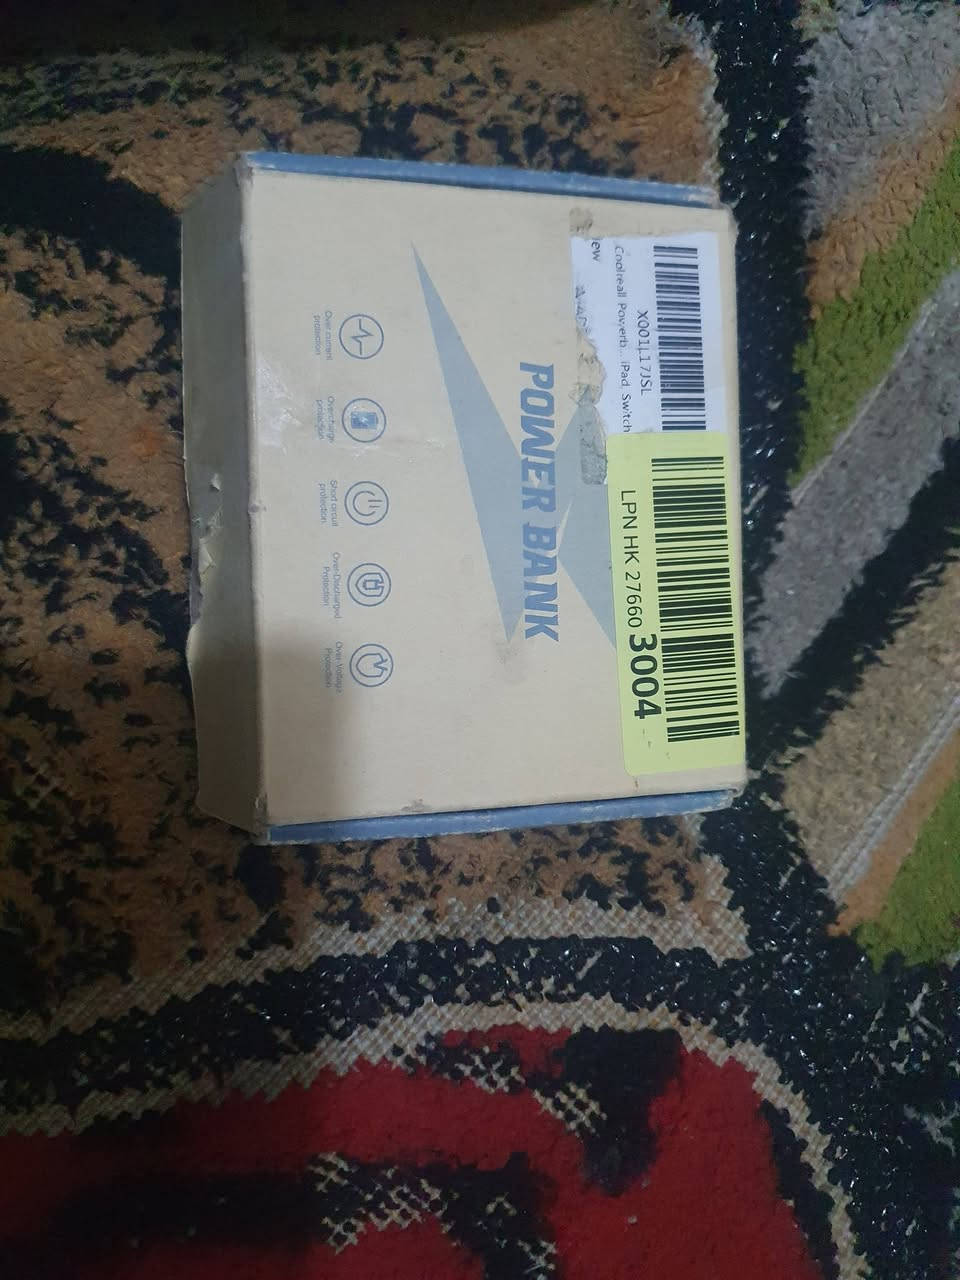 X001L17JSL
Coolreall Powerb... iPad, Switch
ew
LPN HK 27660 3004
POWER BANK
Over current
protection
Overcharge
protection
Short circuit
protection
Over-Discharged
Protection
Over-Voltage
Protection